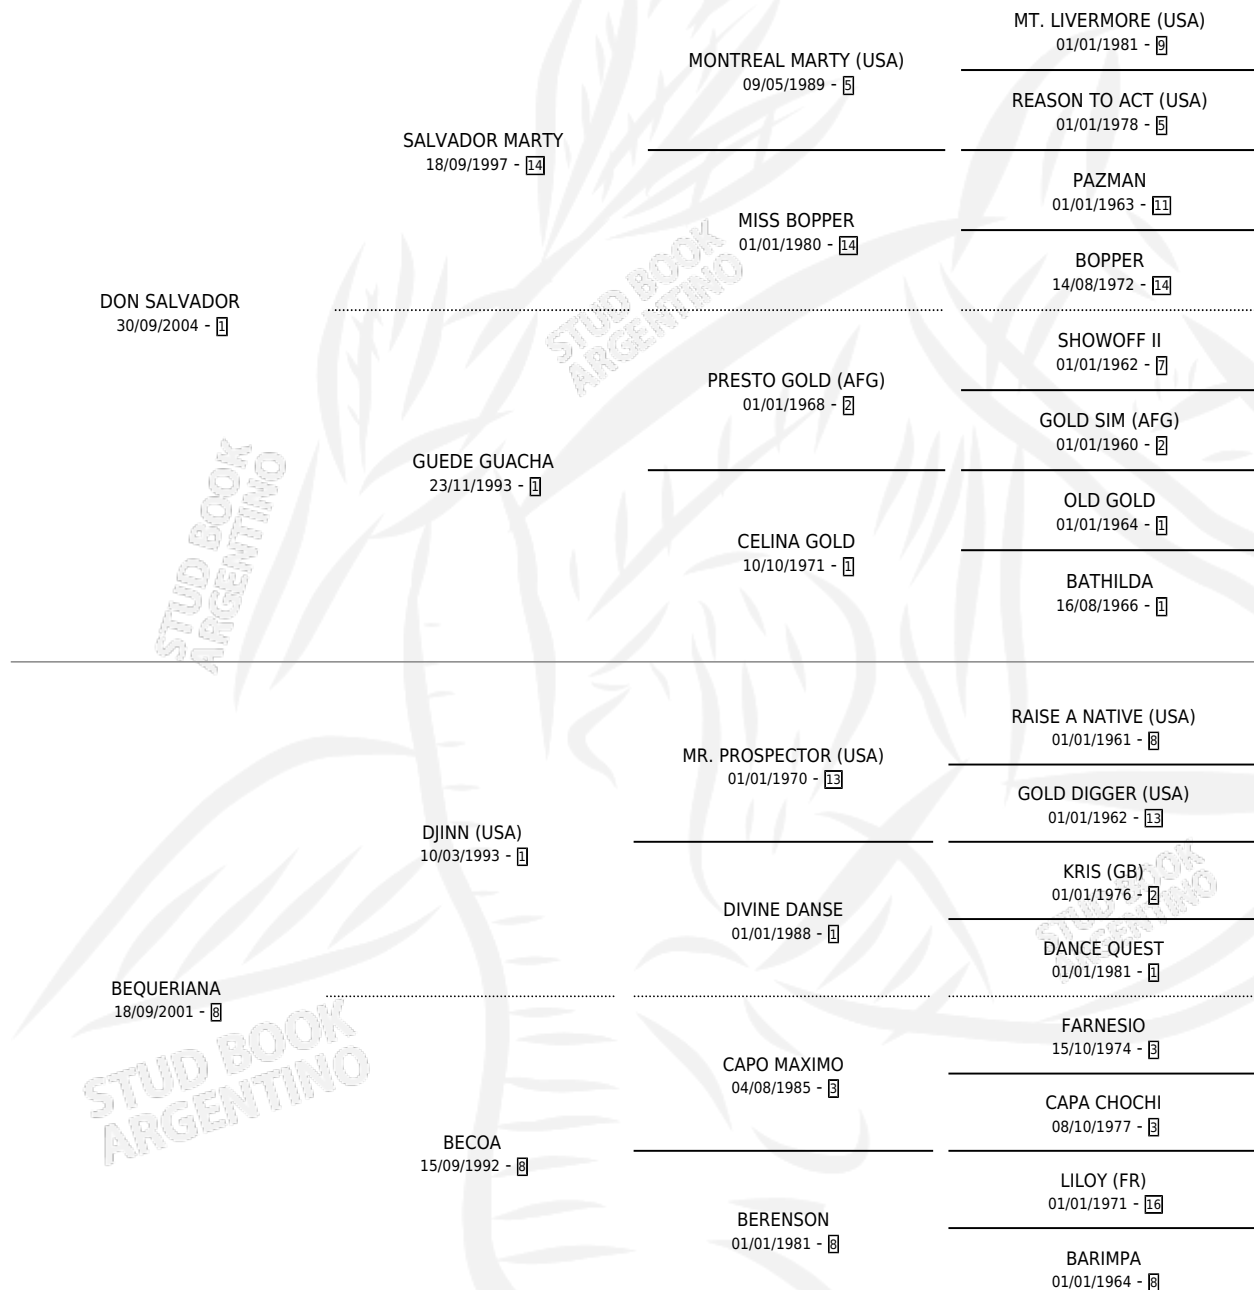 MT. LIVERMORE (USA)
01/01/1981 - 9
MONTREAL MARTY (USA)
09/05/1989 - 5
REASON TO ACT (USA)
01/01/1978 - 5
SALVADOR MARTY
18/09/1997 - 14
PAZMAN
01/01/1963 - 11
MISS BOPPER
01/01/1980 - 14
BOPPER
14/08/1972 - 14
DON SALVADOR
30/09/2004 - 1
SHOWOFF II
01/01/1962 - 7
PRESTO GOLD (AFG)
01/01/1968 - 2
GOLD SIM (AFG)
01/01/1960 - 2
GUEDE GUACHA
23/11/1993 - 1
OLD GOLD
01/01/1964 - 1
CELINA GOLD
10/10/1971 - 1
BATHILDA
16/08/1966 - 1
RAISE A NATIVE (USA)
01/01/1961 - 8
MR. PROSPECTOR (USA)
01/01/1970 - 13
GOLD DIGGER (USA)
01/01/1962 - 13
DJINN (USA)
10/03/1993 - 1
KRIS (GB)
01/01/1976 - 2
DIVINE DANSE
01/01/1988 - 1
DANCE QUEST
01/01/1981 - 1
BEQUERIANA
18/09/2001 - 8
FARNESIO
15/10/1974 - 3
CAPO MAXIMO
04/08/1985 - 3
CAPA CHOCHI
08/10/1977 - 3
BECOA
15/09/1992 - 8
LILOY (FR)
01/01/1971 - 16
BERENSON
01/01/1981 - 8
BARIMPA
01/01/1964 - 8
STUD BOOK
ARGENTINO
STUD BOOK
ARGENTINO
STUD BOOK
ARGENTINO
STUD BOOK
ARGENTINO